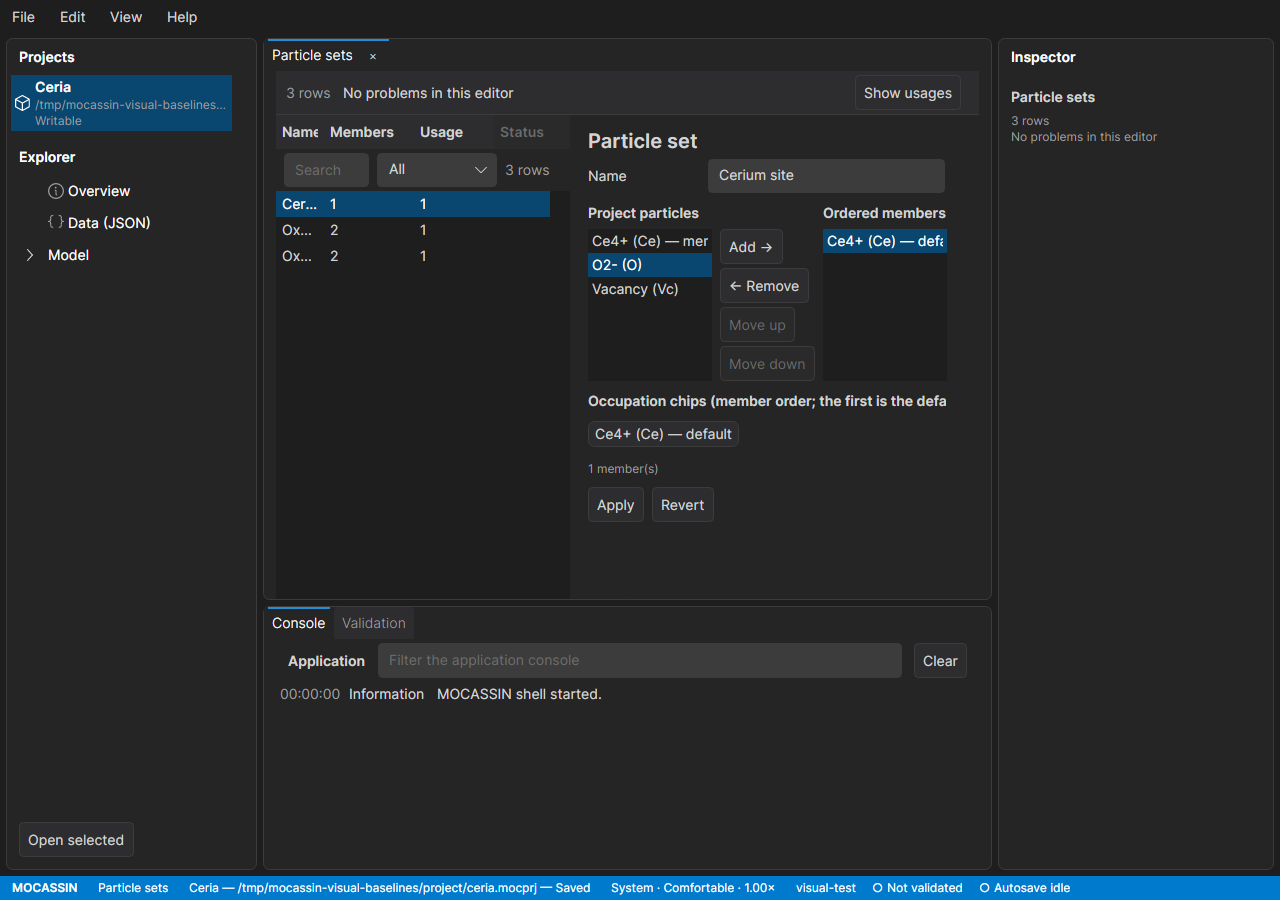 File Edit View Help
Projects
Ceria
/tmp/mocassin-visual-baselines...
Writable
Explorer
Overview
Data (JSON)
Model
Open selected
Particle sets ×
3 rows No problems in this editor Show usages
Name Members Usage Status
Search All 3 rows
Cer... 1 1
Ox... 2 1
Ox... 2 1
Particle set
Name Cerium site
Project particles
Ce4+ (Ce) — mer
O2- (O)
Vacancy (Vc)
Add →
← Remove
Move up
Move down
Ordered members
Ce4+ (Ce) — defa
Occupation chips (member order; the first is the defa
Ce4+ (Ce) — default
1 member(s)
Apply Revert
Console Validation
Application Filter the application console Clear
00:00:00 Information MOCASSIN shell started.
Inspector
Particle sets
3 rows
No problems in this editor
MOCASSIN Particle sets Ceria — /tmp/mocassin-visual-baselines/project/ceria.mocprj — Saved System · Comfortable · 1.00× visual-test Not validated Autosave idle